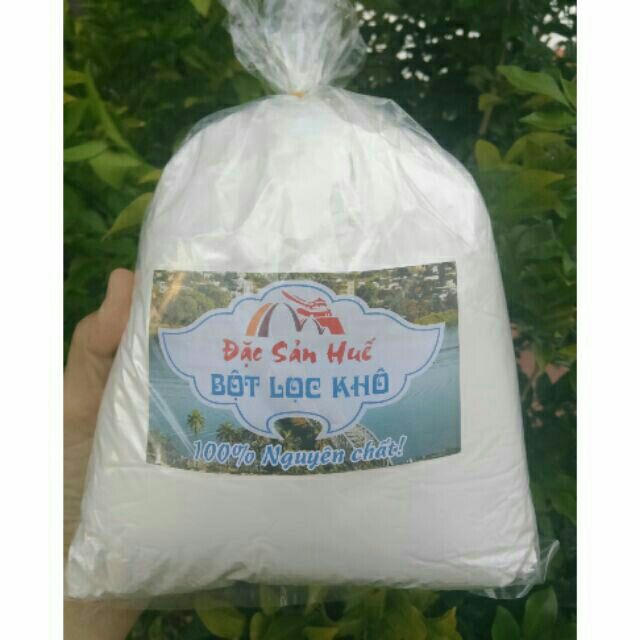 Đặc Sản Huế
BỘT LỌC KHÔ
100% Nguyên chất!